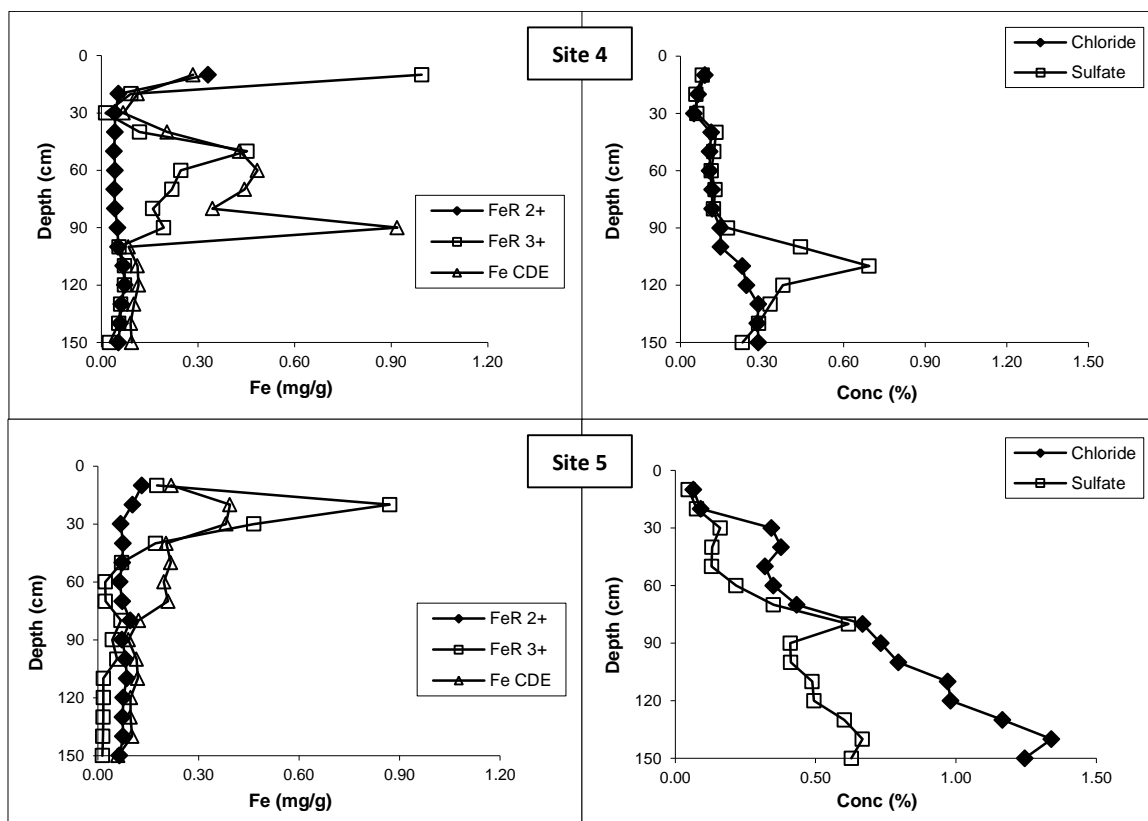 Site 4
0
30
60
90
120
150
Depth (cm)
0.00 0.30 0.60 0.90 1.20
Fe (mg/g)
FeR 2+
FeR 3+
Fe CDE
0
30
60
90
120
150
Depth (cm)
0.00 0.30 0.60 0.90 1.20 1.50
Conc (%)
Chloride
Sulfate
Site 5
0
30
60
90
120
150
Depth (cm)
0.00 0.30 0.60 0.90 1.20
Fe (mg/g)
FeR 2+
FeR 3+
Fe CDE
0
30
60
90
120
150
Depth (cm)
0.00 0.50 1.00 1.50
Conc (%)
Chloride
Sulfate